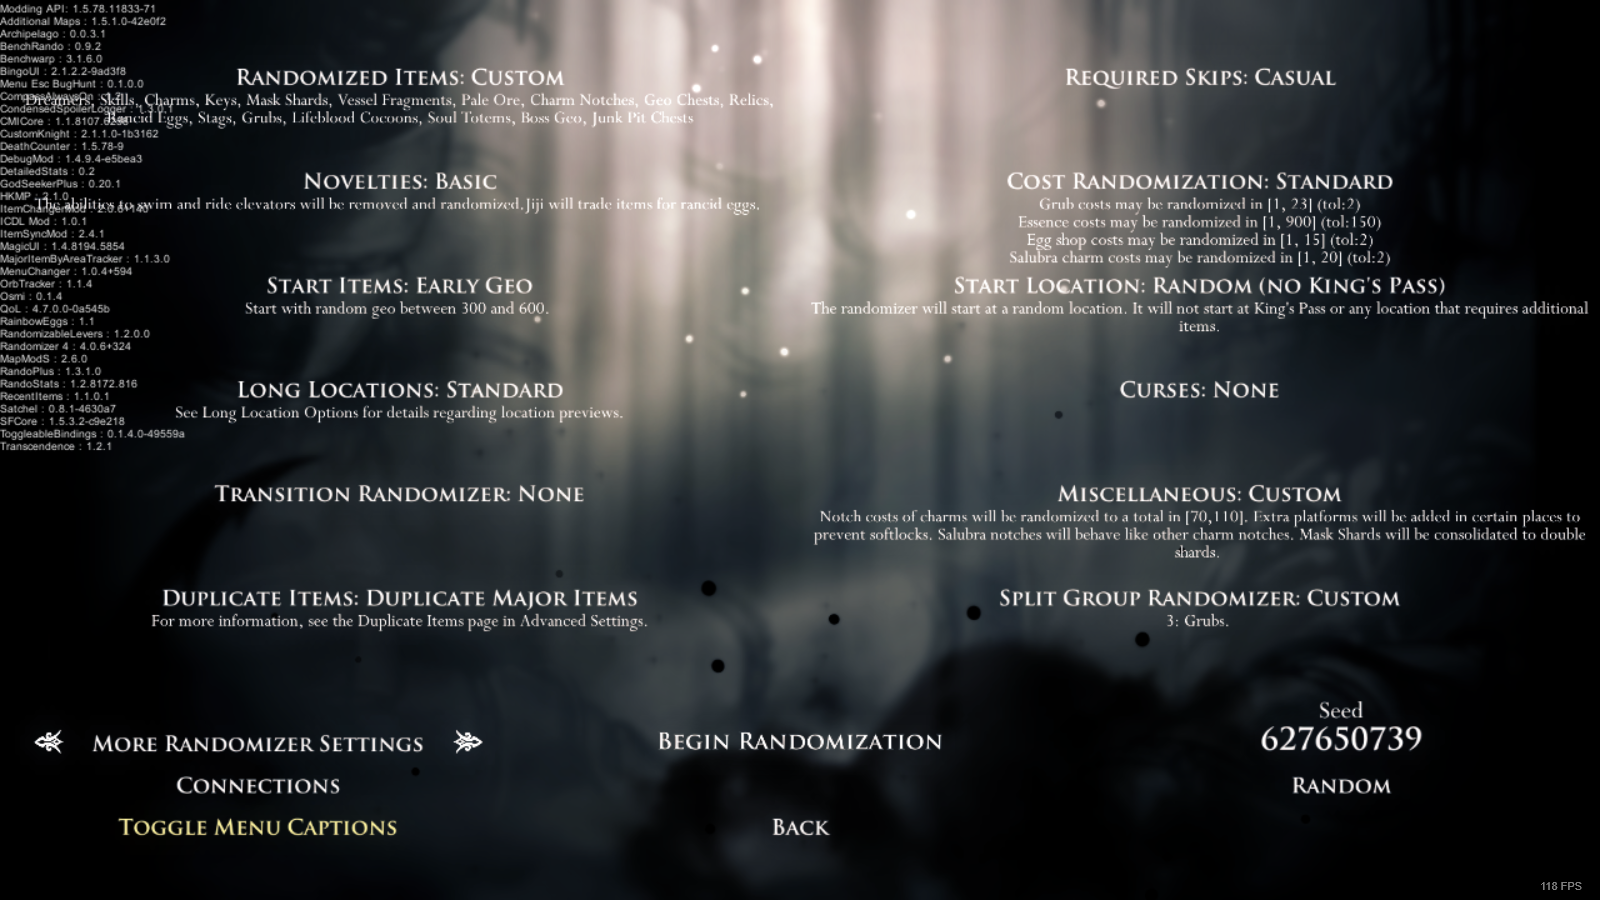 Modding API: 1.5.78.11833-71
Additional Maps : 1.5.1.0-42e0f2
Archipelago : 0.0.3.1
BenchRando : 0.9.2
Benchwarp : 3.1.6.0
BingoUI : 2.1.2.2-9ad3f8
Menu Esc BugHunt : 0.1.0.0
CompassAlwaysOn
CondensedSpoilerLogger : 1.3.0.1
CMICore : 1.1.8107.6258
CustomKnight : 2.1.1.0-1b3162
DeathCounter : 1.5.78-9
DebugMod : 1.4.9.4-e5bea3
DetailedStats : 0.2
GodSeekerPlus : 0.20.1
HKMP : 2.1.0
ItemChangerMod
ICDL Mod : 1.0.1
ItemSyncMod : 2.4.1
MagicUI : 1.4.8194.5854
MajorItemByAreaTracker : 1.1.3.0
MenuChanger : 1.0.4+594
OrbTracker : 1.1.4
Osmi : 0.1.4
QoL : 4.7.0.0-0a545b
RainbowEggs : 1.1
RandomizableLevers : 1.2.0.0
Randomizer 4 : 4.0.6+324
MapModS : 2.6.0
RandoPlus : 1.3.1.0
RandoStats : 1.2.8172.816
RecentItems : 1.1.0.1
Satchel : 0.8.1-4630a7
SFCore : 1.5.3.2-c9e218
ToggleableBindings : 0.1.4.0-49559a
Transcendence : 1.2.1
Randomized Items: Custom
Dreamers, Skills, Charms, Keys, Mask Shards, Vessel Fragments, Pale Ore, Charm Notches, Geo Chests, Relics,
Rancid Eggs, Stags, Grubs, Lifeblood Cocoons, Soul Totems, Boss Geo, Junk Pit Chests
Required Skips: Casual
Novelties: Basic
The abilities to swim and ride elevators will be removed and randomized.Jiji will trade items for rancid eggs.
Cost Randomization: Standard
Grub costs may be randomized in [1, 23] (tol:2)
Essence costs may be randomized in [1, 900] (tol:150)
Egg shop costs may be randomized in [1, 15] (tol:2)
Salubra charm costs may be randomized in [1, 20] (tol:2)
Start Items: Early Geo
Start with random geo between 300 and 600.
Start Location: Random (no King's Pass)
The randomizer will start at a random location. It will not start at King's Pass or any location that requires additional
items.
Long Locations: Standard
See Long Location Options for details regarding location previews.
Curses: None
Transition Randomizer: None
Miscellaneous: Custom
Notch costs of charms will be randomized to a total in [70,110]. Extra platforms will be added in certain places to
prevent softlocks. Salubra notches will behave like other charm notches. Mask Shards will be consolidated to double
shards.
Duplicate Items: Duplicate Major Items
For more information, see the Duplicate Items page in Advanced Settings.
Split Group Randomizer: Custom
3: Grubs.
More Randomizer Settings
Connections
Toggle Menu Captions
Begin Randomization
Back
Seed
627650739
Random
118 FPS